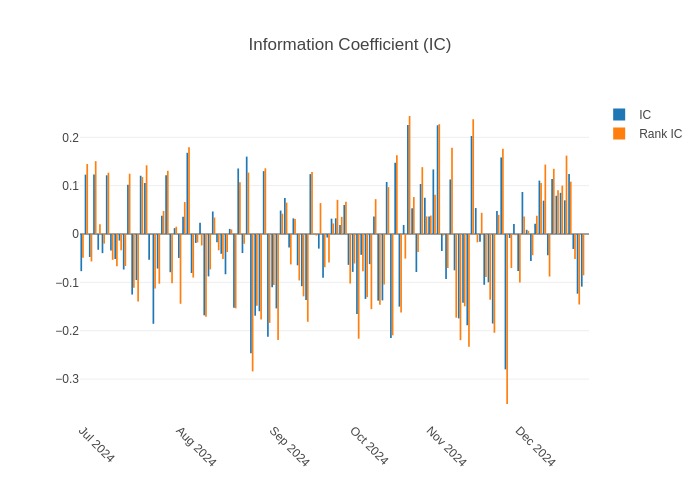 Information Coefficient (IC)
IC
Rank IC
0.2
0.1
0
−0.1
−0.2
−0.3
Jul 2024
Aug 2024
Sep 2024
Oct 2024
Nov 2024
Dec 2024